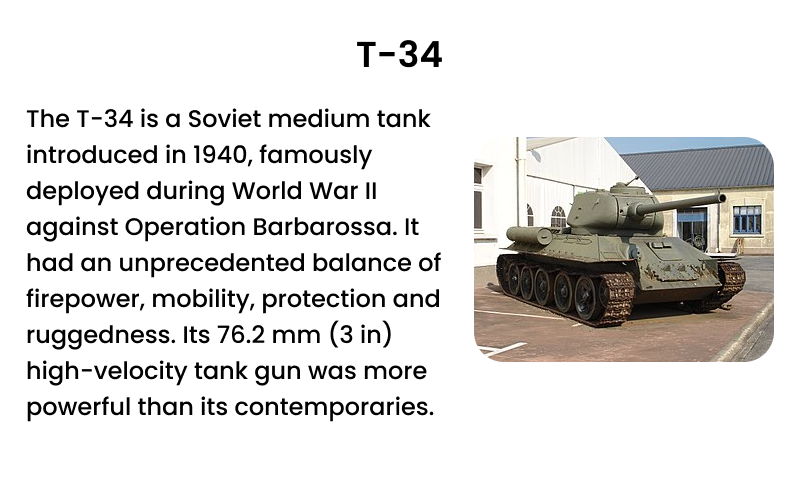 T-34
The T-34 is a Soviet medium tank
introduced in 1940, famously
deployed during World War II
against Operation Barbarossa. It
had an unprecedented balance of
firepower, mobility, protection and
ruggedness. Its 76.2 mm (3 in)
high-velocity tank gun was more
powerful than its contemporaries.